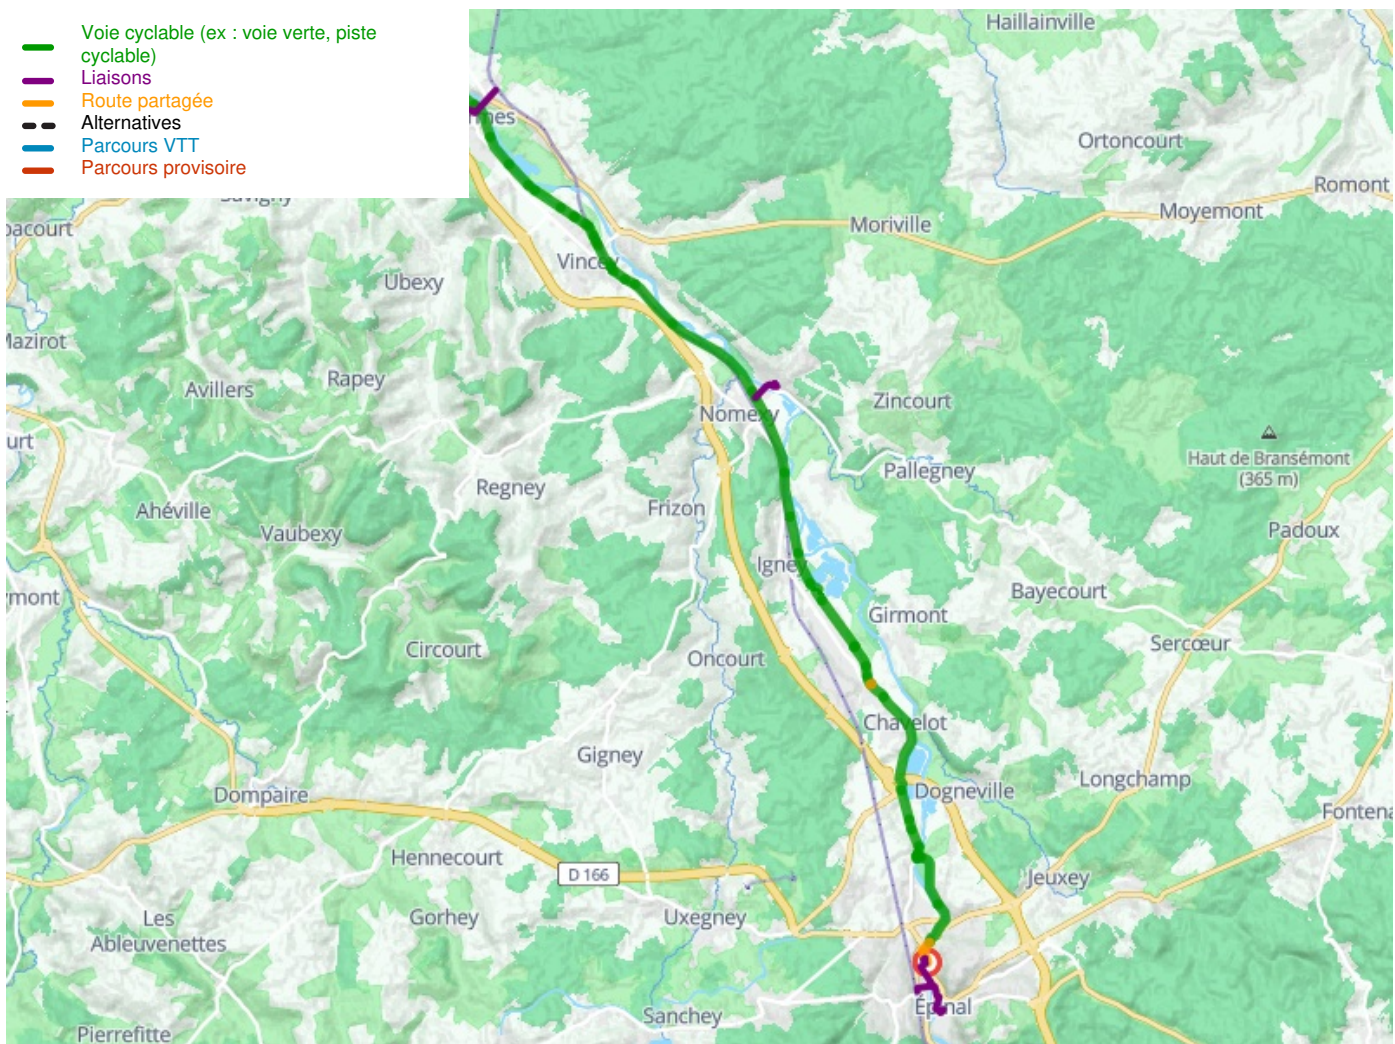 Voie cyclable (ex : voie verte, piste
cyclable)
Liaisons
Route partagée
Alternatives
Parcours VTT
Parcours provisoire
Haillainville
Ortoncourt
Romont
Moyemont
Moriville
Vincey
Ubexy
Avillers
Rapey
Nomexy
Zincourt
Haut de Bransémont
(365 m)
Pallegney
Regney
Frizon
Ahéville
Vaubexy
Padoux
Igney
Bayecourt
Girmont
Sercœur
Circourt
Oncourt
Chavelot
Gigney
Longchamp
Dompaire
Dogneville
Hennecourt
D 166
Jeuxey
Les
Ableuvenettes
Gorhey
Uxegney
Épinal
Sanchey
Pierrefitte